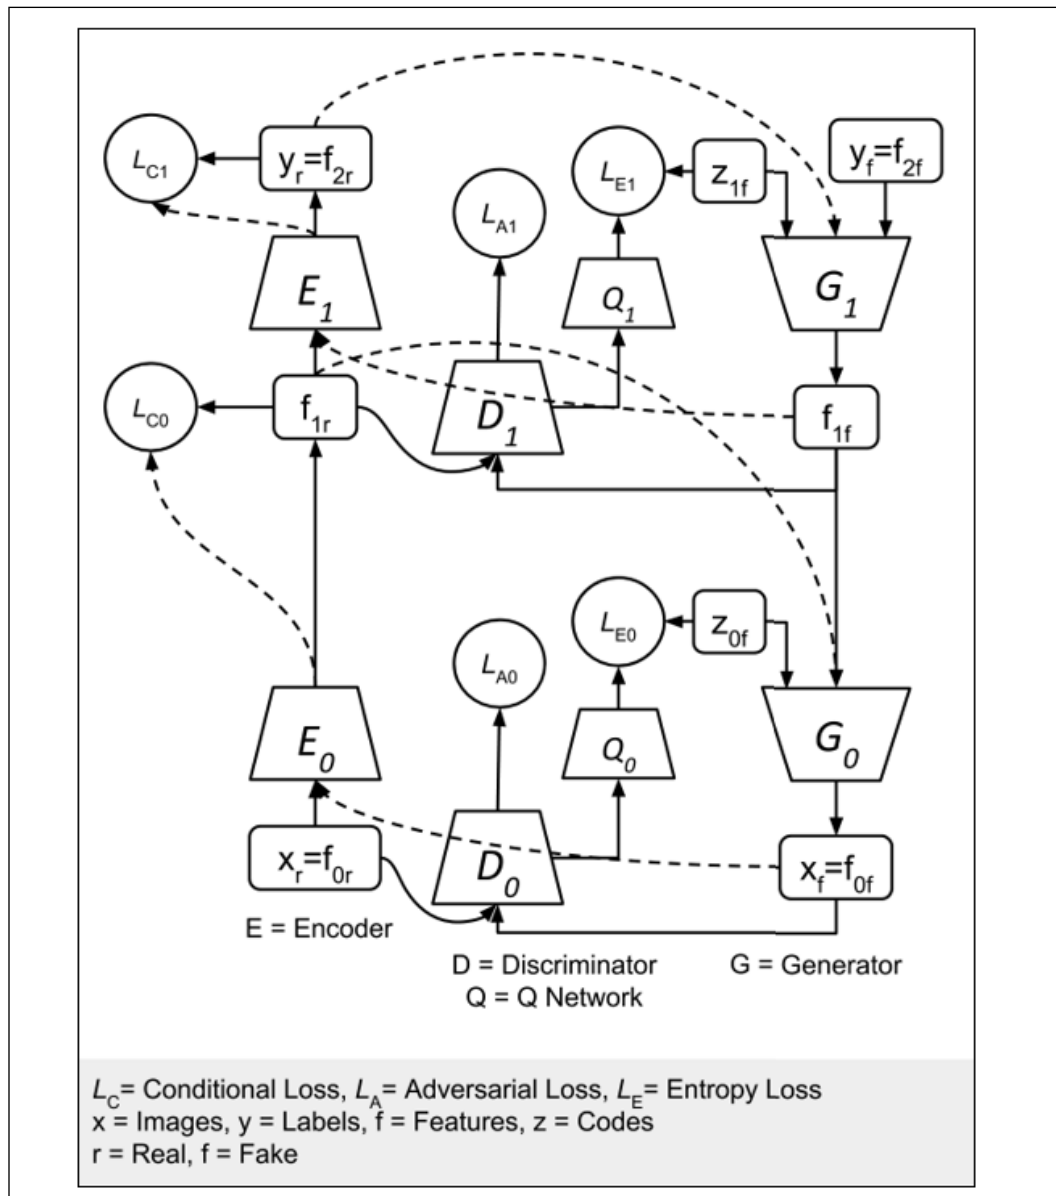 L_C1
y_r=f_2r
L_E1
z_1f
y_f=f_2f
L_A1
E_1
Q_1
G_1
L_C0
f_1r
D_1
f_1f
L_E0
z_0f
L_A0
E_0
Q_0
G_0
x_r=f_0r
D_0
x_f=f_0f
E = Encoder
D = Discriminator
G = Generator
Q = Q Network
L_C= Conditional Loss, L_A= Adversarial Loss, L_E= Entropy Loss
x = Images, y = Labels, f = Features, z = Codes
r = Real, f = Fake